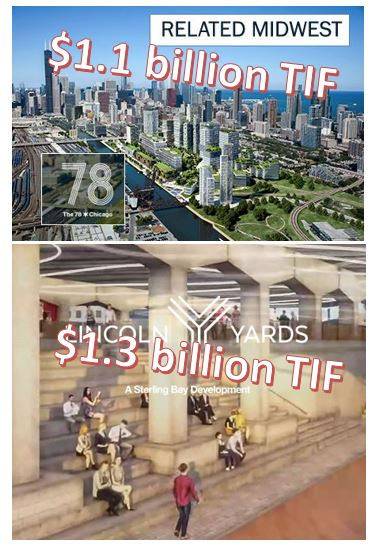 RELATED MIDWEST
$1.1 billion TIF
78
The 78 ✶ Chicago
LINCOLN YARDS
$1.3 billion TIF
A Sterling Bay Development